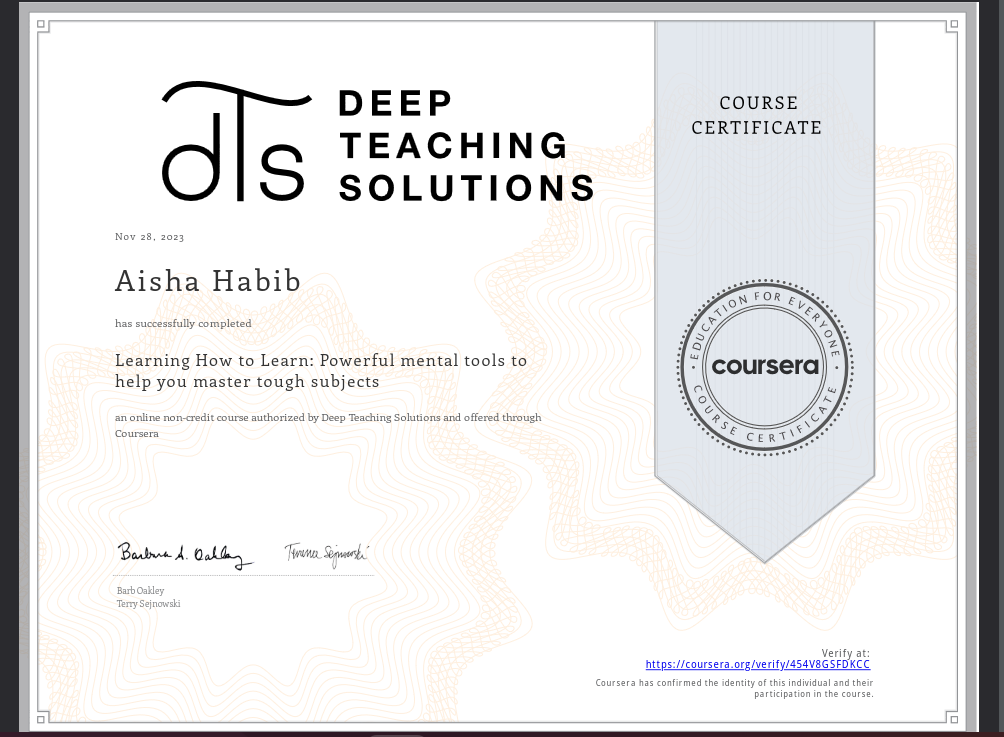 dTs
DEEP
TEACHING
SOLUTIONS
COURSE
CERTIFICATE
Nov 28, 2023
Aisha Habib
has successfully completed
Learning How to Learn: Powerful mental tools to
help you master tough subjects
an online non-credit course authorized by Deep Teaching Solutions and offered through
Coursera
EDUCATION FOR EVERYONE
coursera
COURSE CERTIFICATE
Barbara A. Oakley
Terrence Sejnowski
Barb Oakley
Terry Sejnowski
Verify at:
https://coursera.org/verify/454V8GSFDKCC
Coursera has confirmed the identity of this individual and their
participation in the course.